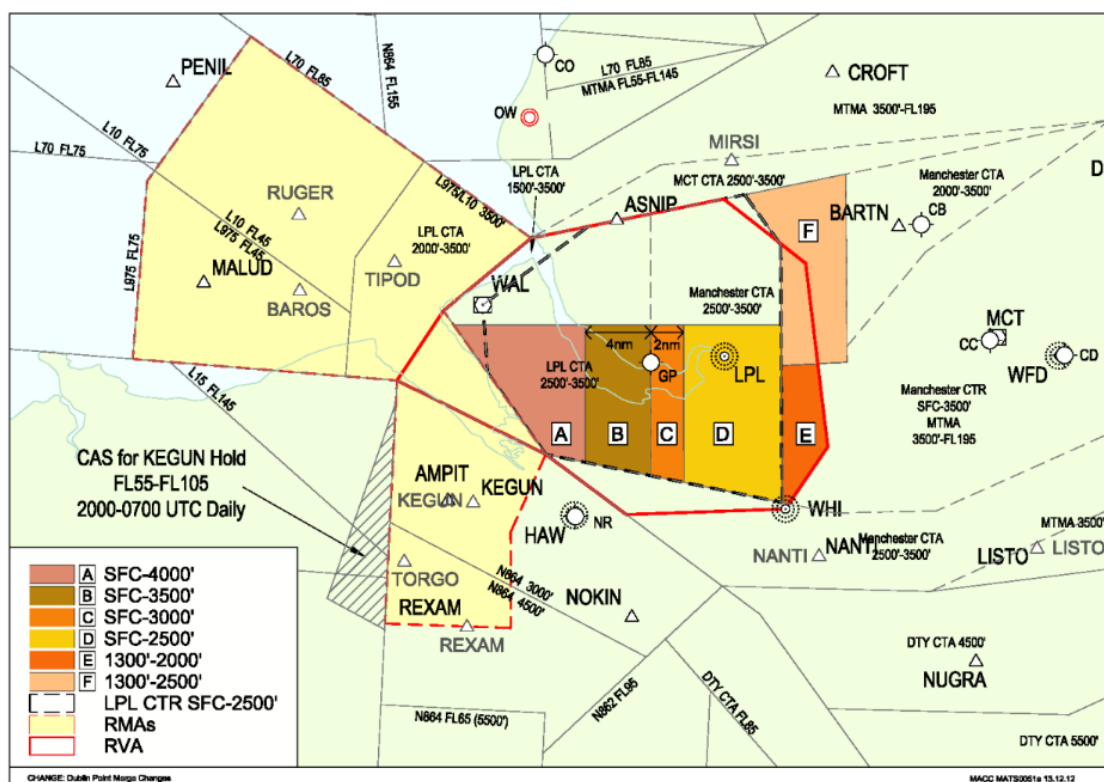 PENIL
N864 FL155
CO
L70 FL85
MTMA FL55-FL145
CROFT
MTMA 3500'-FL195
L70 FL85
OW
L10 FL75
L70 FL75
MIRSI
LPL CTA
1500'-3500'
MCT CTA 2500'-3500'
Manchester CTA
2000'-3500'
D
RUGER
L975/L10 3500'
ASNIP
BARTN
CB
F
L10 FL45
L975 FL45
LPL CTA
2000'-3500'
L975 FL75
MALUD
TIPOD
BAROS
WAL
Manchester CTA
2500'-3500'
MCT
CC
WFD
CD
4nm
2nm
GP
LPL
LPL CTA
2500'-3500'
L15 FL145
Manchester CTR
SFC-3500'
MTMA
3500'-FL195
A
B
C
D
E
CAS for KEGUN Hold
FL55-FL105
2000-0700 UTC Daily
AMPIT
KEGUN
KEGUN
HAW
NR
WHI
NANTI
NANTI
Manchester CTA
2500'-3500'
MTMA 3500'
LISTO
LISTO
TORGO
N864 3000'
N864 4500'
REXAM
REXAM
NOKIN
DTY CTA 4500'
NUGRA
N864 FL65 (5500')
N862 FL95
DTY CTA FL85
DTY CTA 5500'
A SFC-4000'
B SFC-3500'
C SFC-3000'
D SFC-2500'
E 1300'-2000'
F 1300'-2500'
LPL CTR SFC-2500'
RMAs
RVA
CHANGE: Dublin Point Merge Changes
MACC MATS0051a 13.12.12